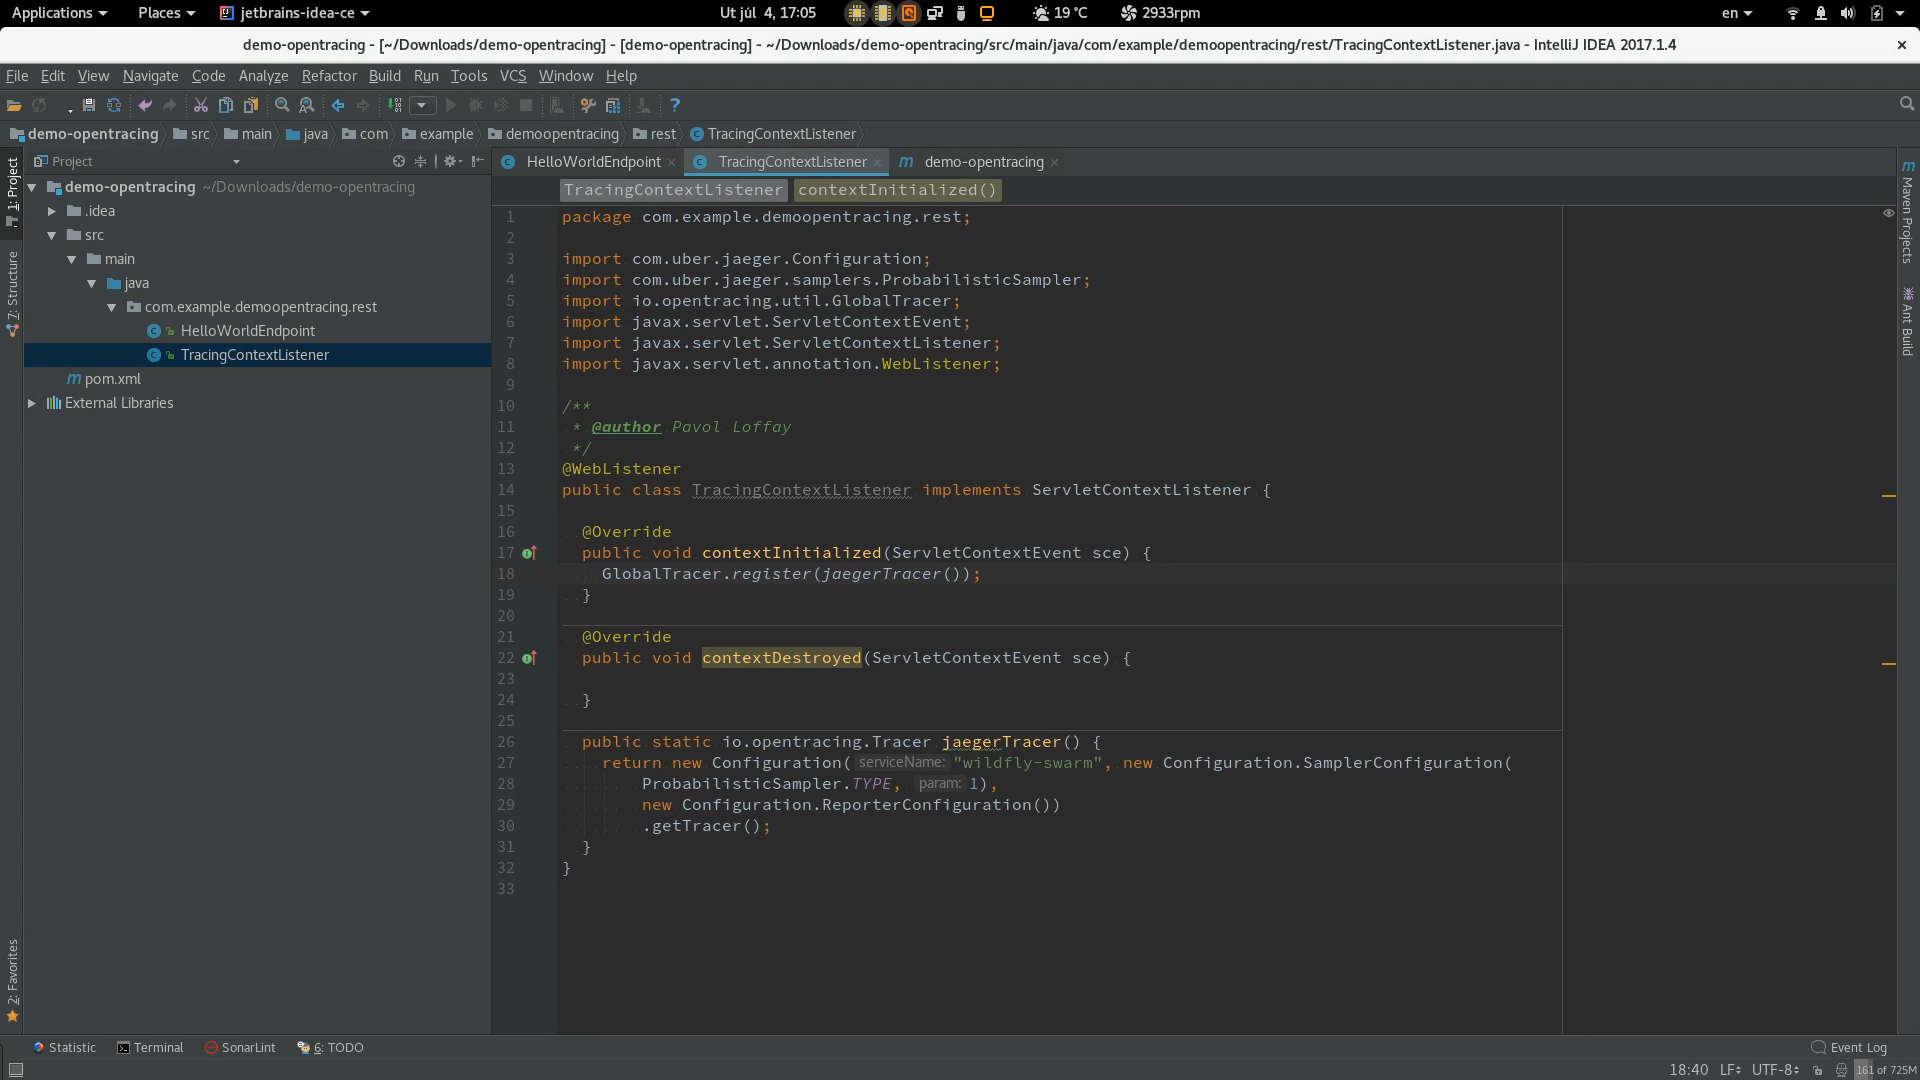 Applications Places jetbrains-idea-ce Ut júl 4, 17:05 19 °C 2933rpm en
demo-opentracing - [~/Downloads/demo-opentracing] - [demo-opentracing] - ~/Downloads/demo-opentracing/src/main/java/com/example/demoopentracing/rest/TracingContextListener.java - IntelliJ IDEA 2017.1.4
File Edit View Navigate Code Analyze Refactor Build Run Tools VCS Window Help
demo-opentracing src main java com example demoopentracing rest TracingContextListener
Project
HelloWorldEndpoint TracingContextListener demo-opentracing
TracingContextListener contextInitialized()
1: Project
7: Structure
2: Favorites
demo-opentracing ~/Downloads/demo-opentracing
.idea
src
main
java
com.example.demoopentracing.rest
HelloWorldEndpoint
TracingContextListener
pom.xml
External Libraries
1 package com.example.demoopentracing.rest;
2
3 import com.uber.jaeger.Configuration;
4 import com.uber.jaeger.samplers.ProbabilisticSampler;
5 import io.opentracing.util.GlobalTracer;
6 import javax.servlet.ServletContextEvent;
7 import javax.servlet.ServletContextListener;
8 import javax.servlet.annotation.WebListener;
9
10 /**
11 * @author Pavol Loffay
12 */
13 @WebListener
14 public class TracingContextListener implements ServletContextListener {
15
16 @Override
17 public void contextInitialized(ServletContextEvent sce) {
18 GlobalTracer.register(jaegerTracer());
19 }
20
21 @Override
22 public void contextDestroyed(ServletContextEvent sce) {
23
24 }
25
26 public static io.opentracing.Tracer jaegerTracer() {
27 return new Configuration( serviceName: "wildfly-swarm", new Configuration.SamplerConfiguration(
28 ProbabilisticSampler.TYPE, param: 1),
29 new Configuration.ReporterConfiguration())
30 .getTracer();
31 }
32 }
33
Maven Projects
Ant Build
Statistic Terminal SonarLint 6: TODO Event Log
18:40 LF÷ UTF-8÷ 161 of 725M